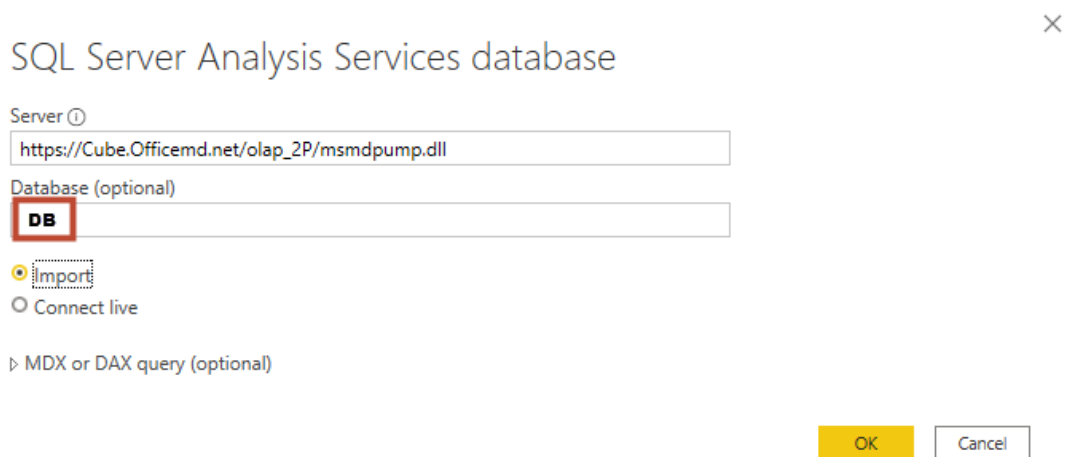 SQL Server Analysis Services database
Server
https://Cube.Officemd.net/olap_2P/msmdpump.dll
Database (optional)
DB
Import
Connect live
MDX or DAX query (optional)
OK Cancel